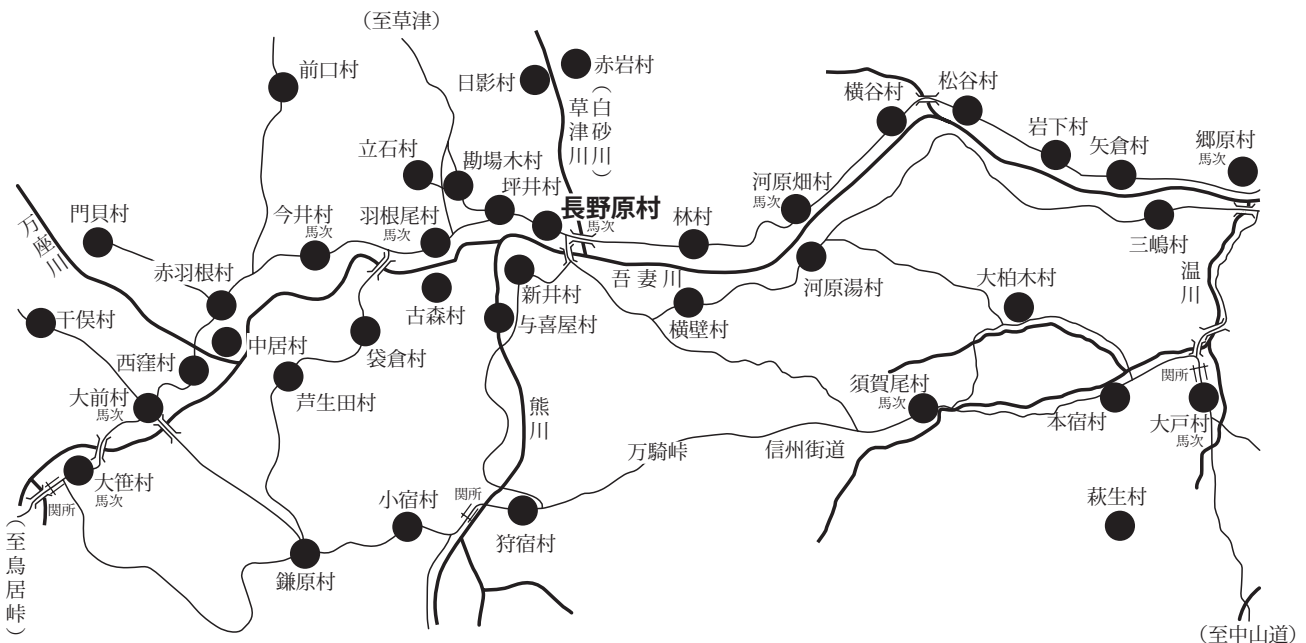 （至草津）
前口村
日影村
赤岩村
草津川
（白砂川）
横谷村
松谷村
岩下村
矢倉村
郷原村
馬次
立石村
勘場木村
坪井村
長野原村
馬次
河原畑村
馬次
林村
門貝村
万座川
今井村
馬次
羽根尾村
馬次
三嶋村
赤羽根村
新井村
吾妻川
河原湯村
大柏木村
温川
古森村
与喜屋村
横壁村
干俣村
中居村
袋倉村
西窪村
芦生田村
須賀尾村
馬次
関所
大前村
馬次
熊川
本宿村
大戸村
馬次
万騎峠
信州街道
大笹村
馬次
関所
小宿村
関所
狩宿村
萩生村
鎌原村
（至鳥居峠）
（至中山道）